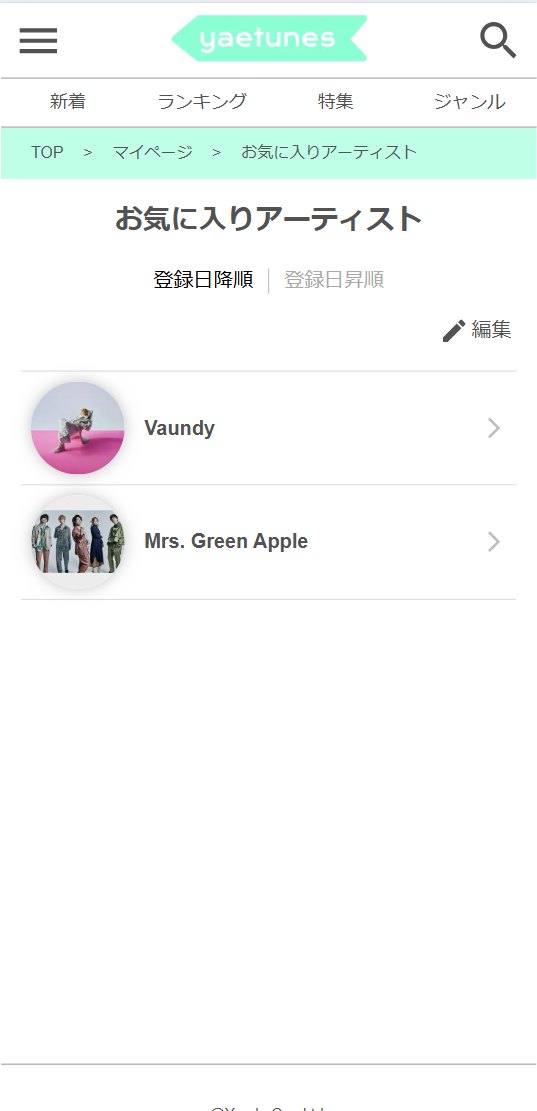 yaetunes
新着 ランキング 特集 ジャンル
TOP > マイページ > お気に入りアーティスト
お気に入りアーティスト
登録日降順 | 登録日昇順
編集
Vaundy
Mrs. Green Apple